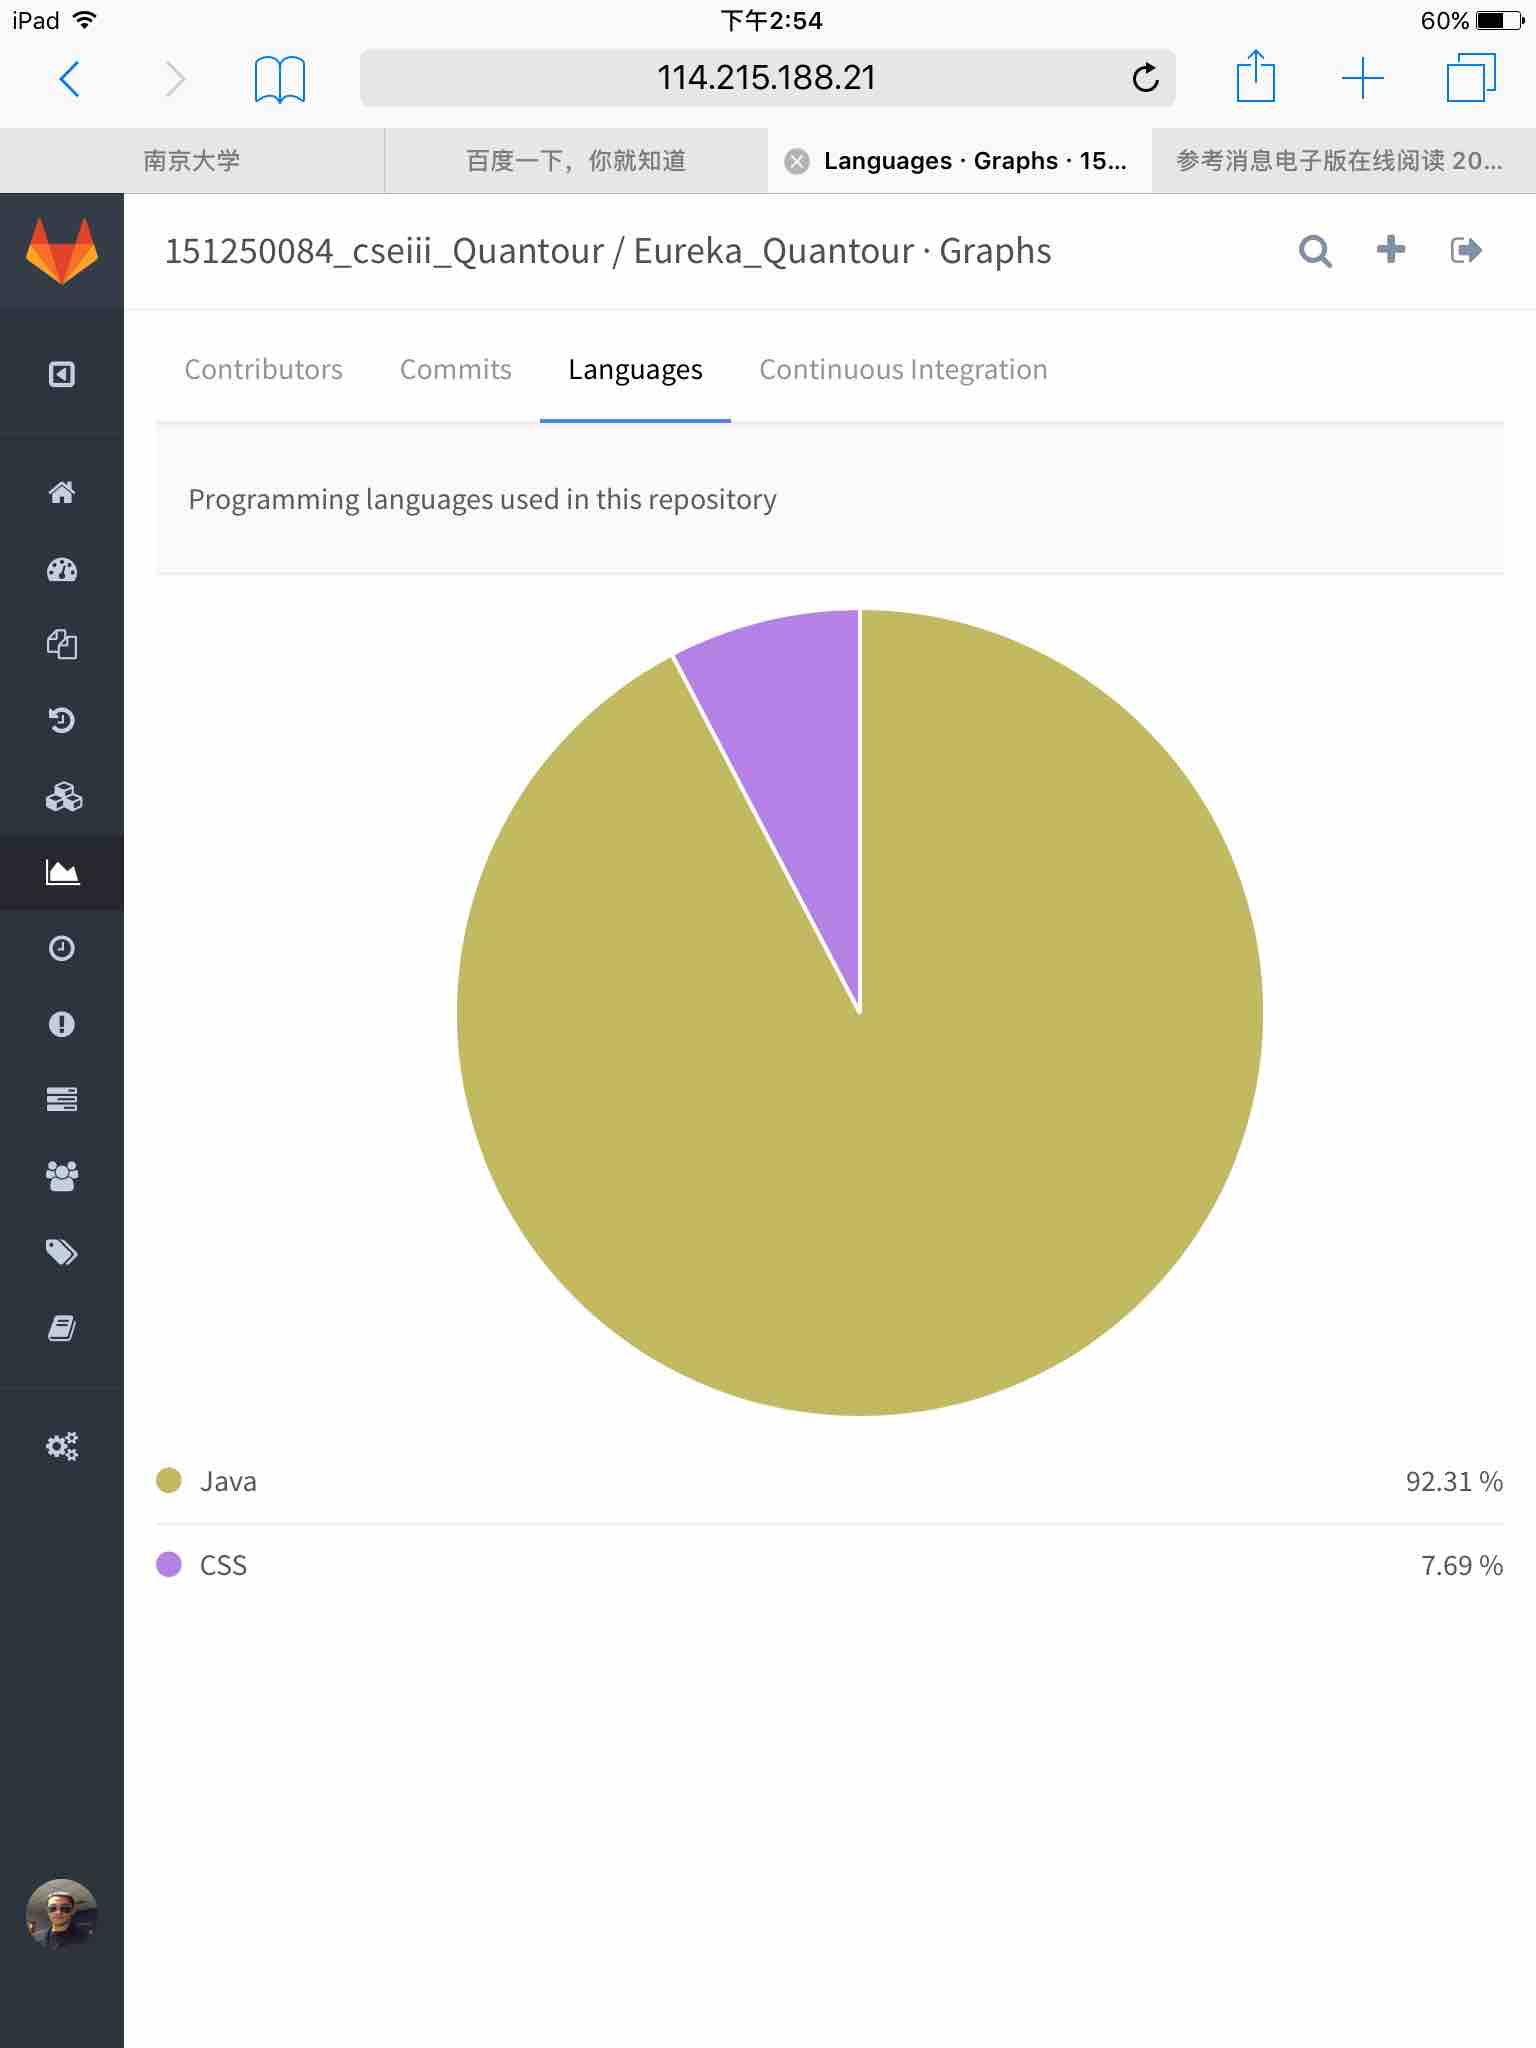 iPad 下午2:54 60%
114.215.188.21
南京大学 百度一下，你就知道 Languages · Graphs · 15... 参考消息电子版在线阅读 20...
151250084_cseiii_Quantour / Eureka_Quantour · Graphs
Contributors Commits Languages Continuous Integration
Programming languages used in this repository
Java 92.31 %
CSS 7.69 %